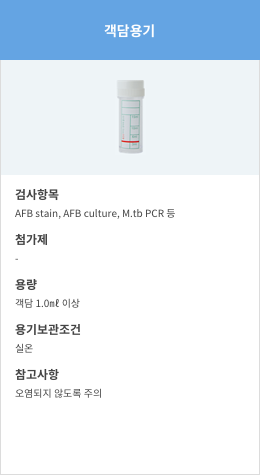 객담용기
검사항목
AFB stain, AFB culture, M.tb PCR 등
첨가제
-
용량
객담 1.0㎖ 이상
용기보관조건
실온
참고사항
오염되지 않도록 주의